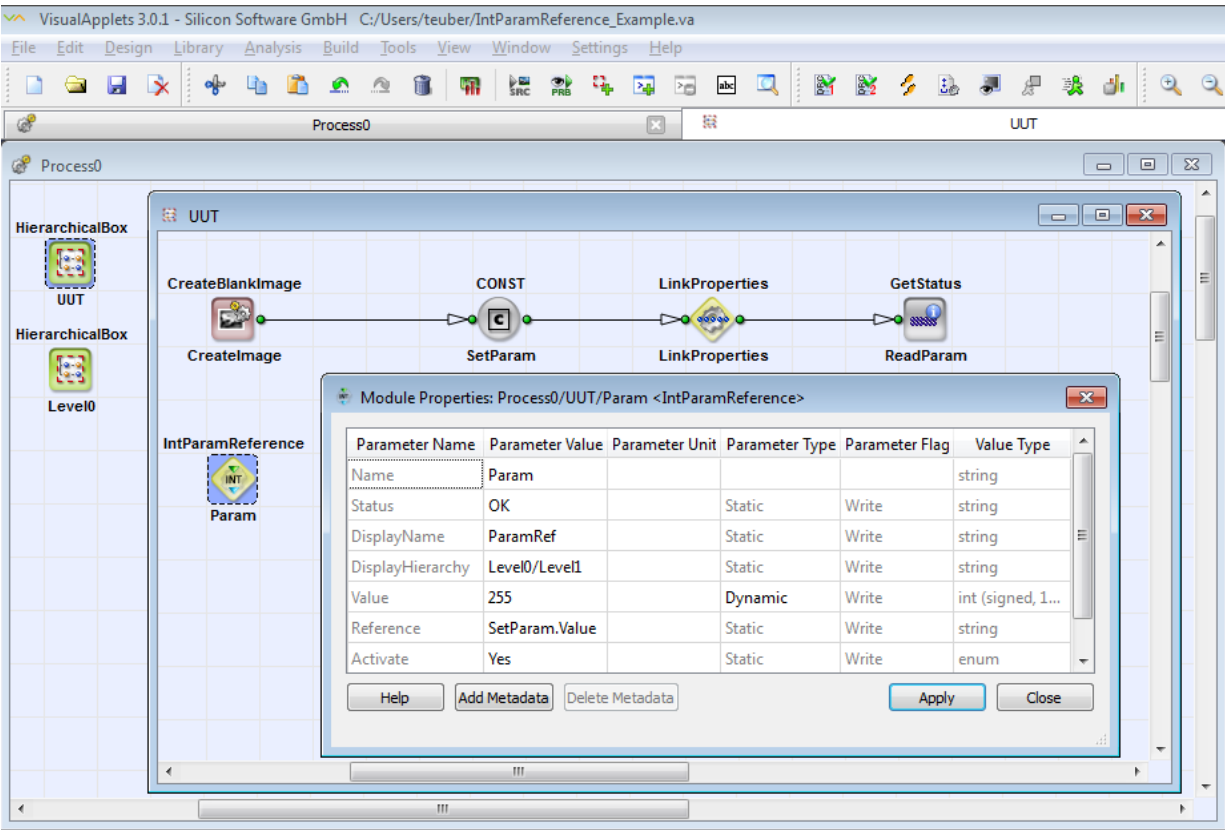 VisualApplets 3.0.1 - Silicon Software GmbH C:/Users/teuber/IntParamReference_Example.va
File Edit Design Library Analysis Build Tools View Window Settings Help
SRC PRB abc
Process0 UUT
Process0
UUT
HierarchicalBox
UUT
HierarchicalBox
Level0
CreateBlankImage CONST LinkProperties GetStatus
C
CreateImage SetParam LinkProperties ReadParam
IntParamReference
INT
Param
Module Properties: Process0/UUT/Param <IntParamReference>
Parameter Name Parameter Value Parameter Unit Parameter Type Parameter Flag Value Type
Name Param string
Status OK Static Write string
DisplayName ParamRef Static Write string
DisplayHierarchy Level0/Level1 Static Write string
Value 255 Dynamic Write int (signed, 1...
Reference SetParam.Value Static Write string
Activate Yes Static Write enum
Help Add Metadata Delete Metadata Apply Close